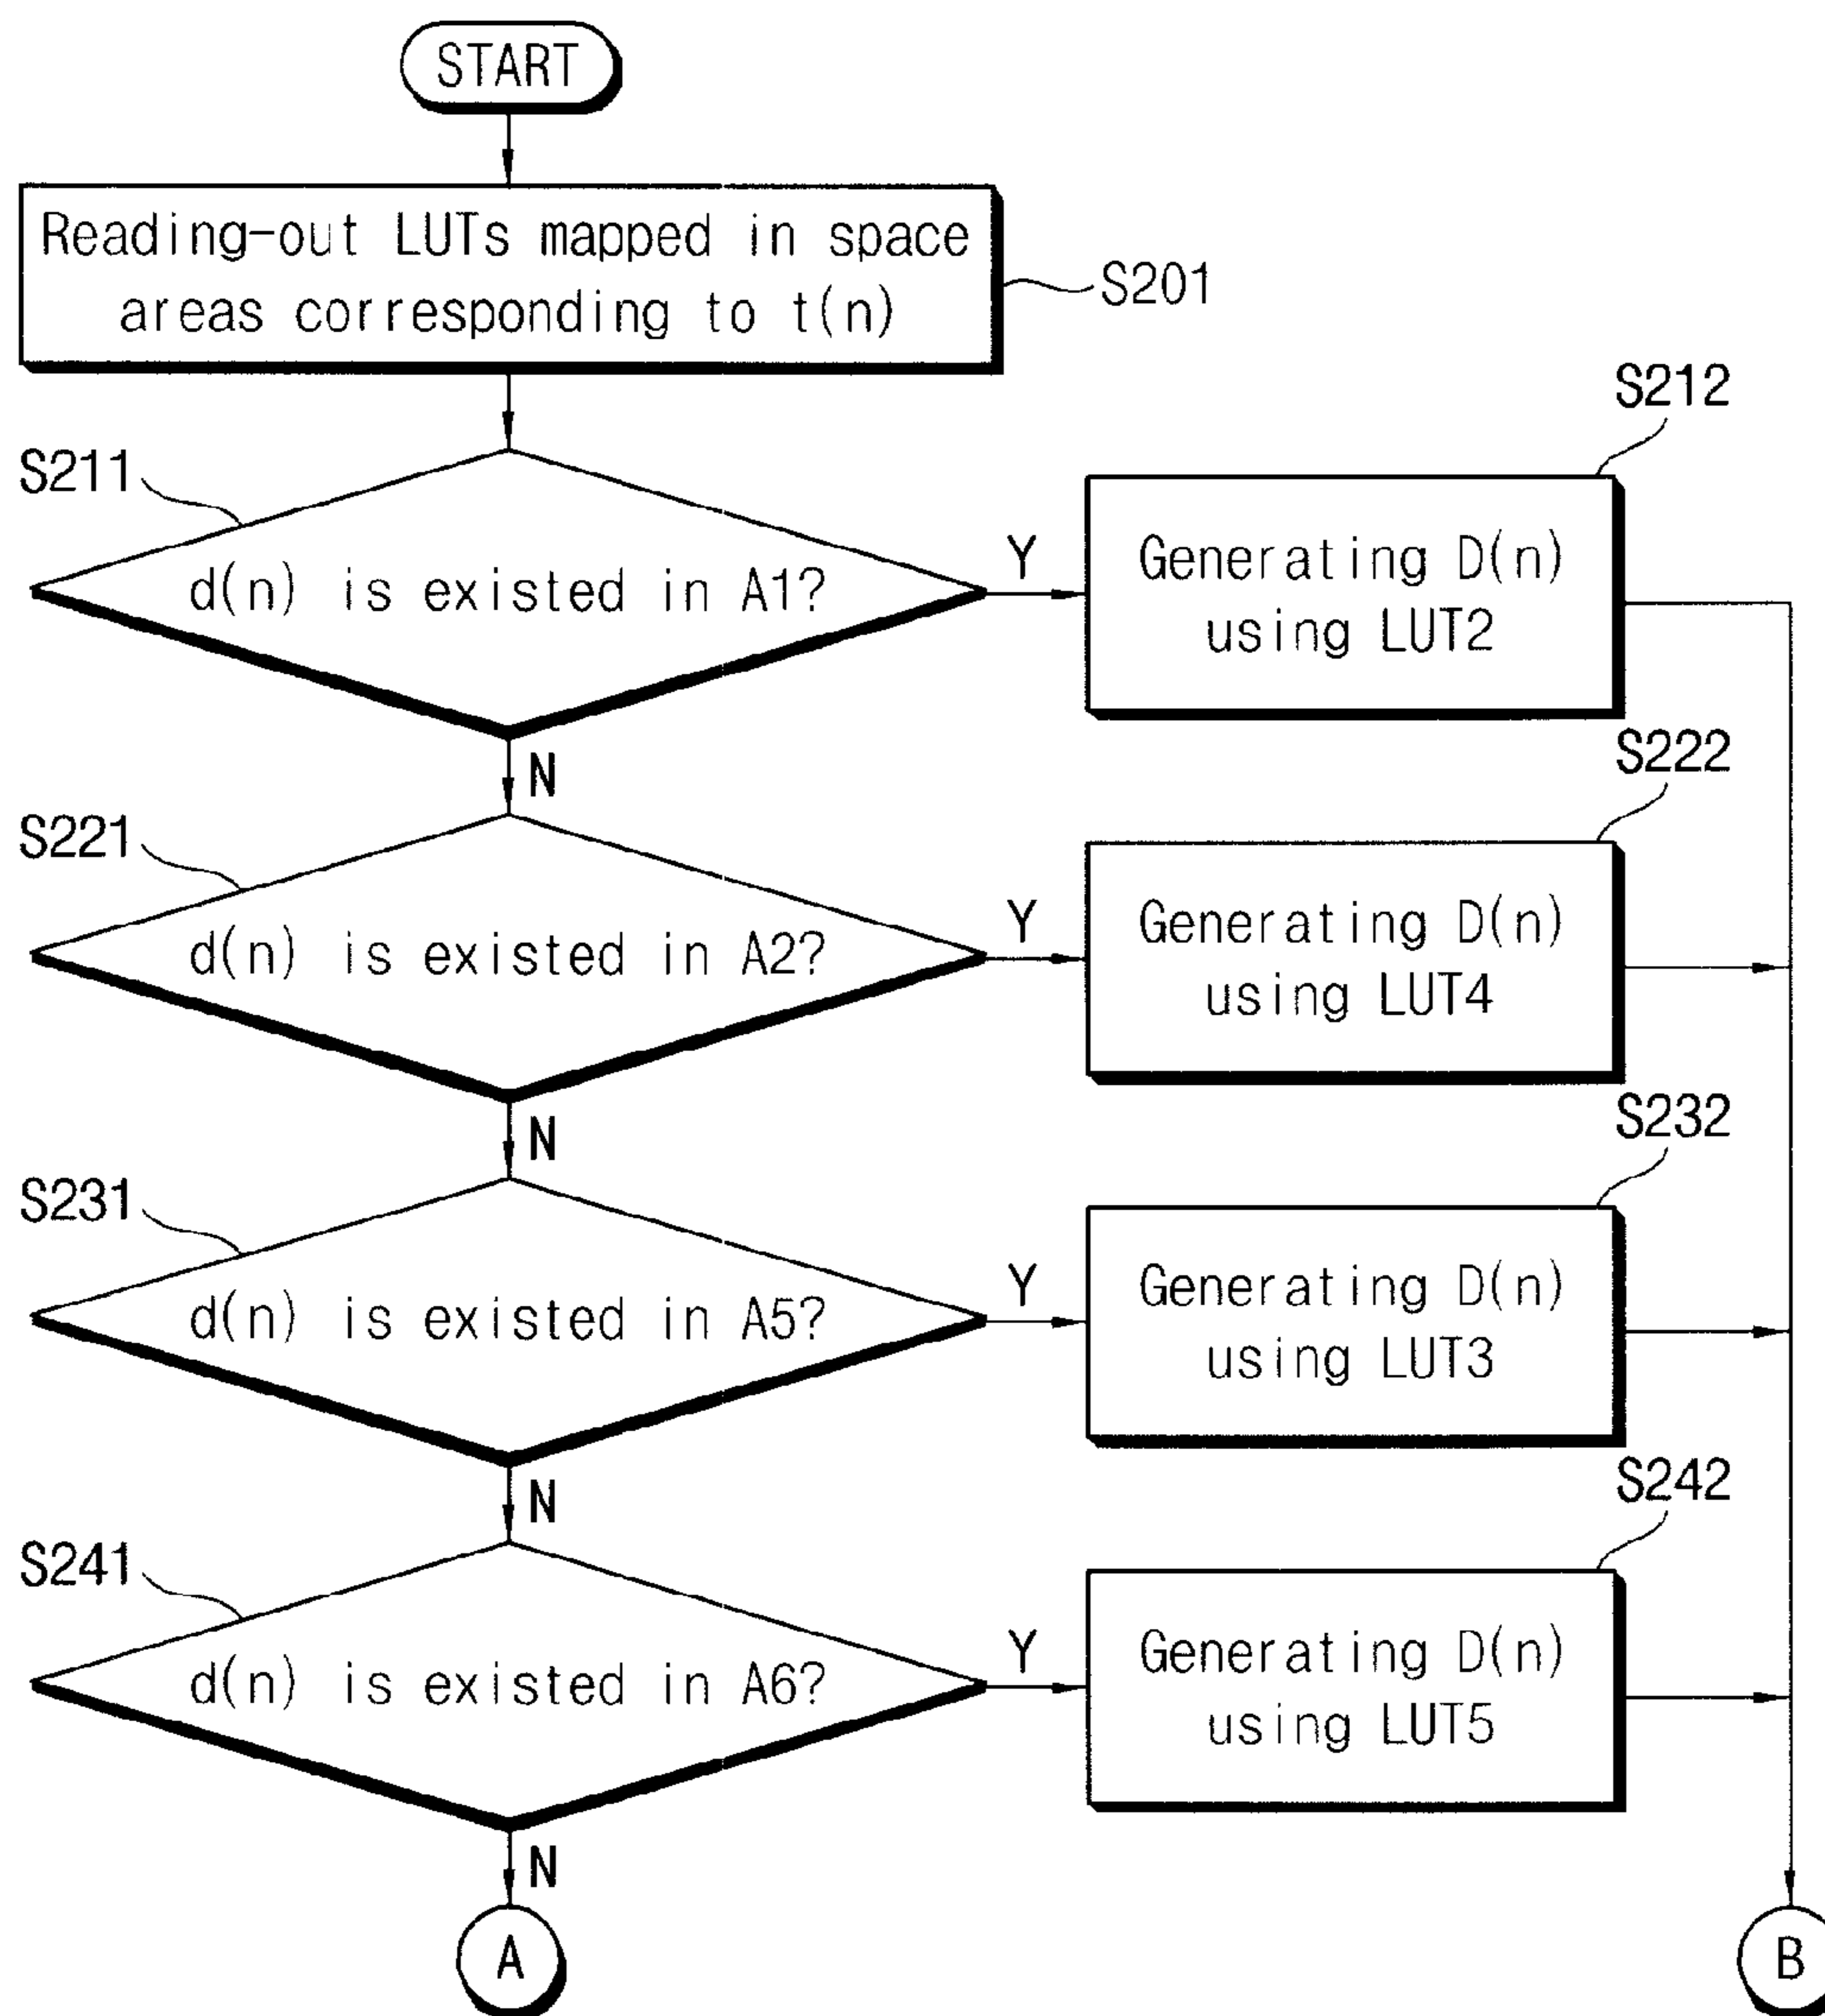 START
Reading-out LUTs mapped in space
areas corresponding to t(n)
S201
S211
d(n) is existed in A1?
Y
S212
Generating D(n)
using LUT2
N
S221
d(n) is existed in A2?
Y
S222
Generating D(n)
using LUT4
N
S231
d(n) is existed in A5?
Y
S232
Generating D(n)
using LUT3
N
S241
d(n) is existed in A6?
Y
S242
Generating D(n)
using LUT5
N
A
B